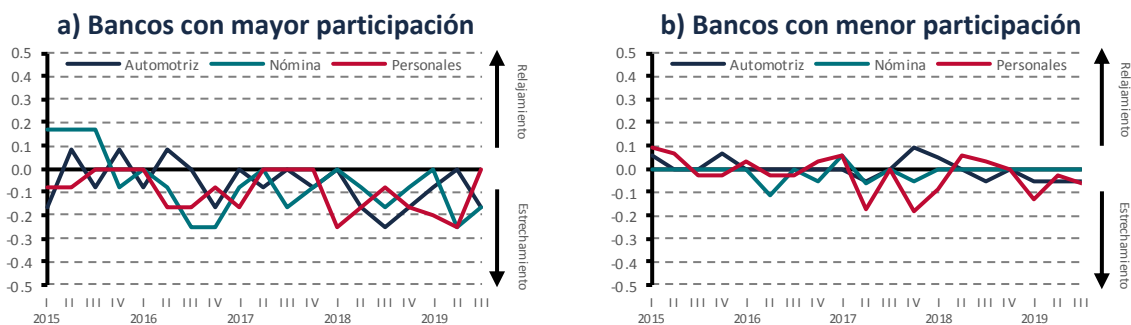 a) Bancos con mayor participación
0.5
0.4
0.3
0.2
0.1
0.0
-0.1
-0.2
-0.3
-0.4
-0.5
Automotriz Nómina Personales
Relajamiento
Estrechamiento
I II III IV I II III IV I II III IV I II III IV I II III
2015 2016 2017 2018 2019
b) Bancos con menor participación
0.5
0.4
0.3
0.2
0.1
0.0
-0.1
-0.2
-0.3
-0.4
-0.5
Automotriz Nómina Personales
Relajamiento
Estrechamiento
I II III IV I II III IV I II III IV I II III IV I II III
2015 2016 2017 2018 2019